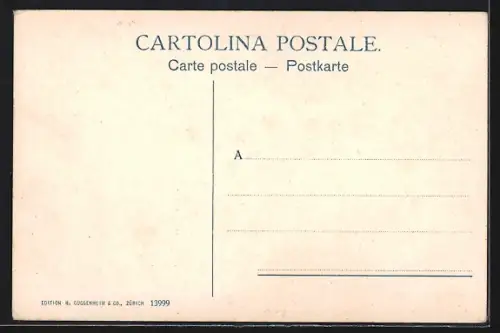 CARTOLINA POSTALE.
Carte postale — Postkarte
A
EDITION G. GUGGENHEIM & CO., ZÜRICH 13999